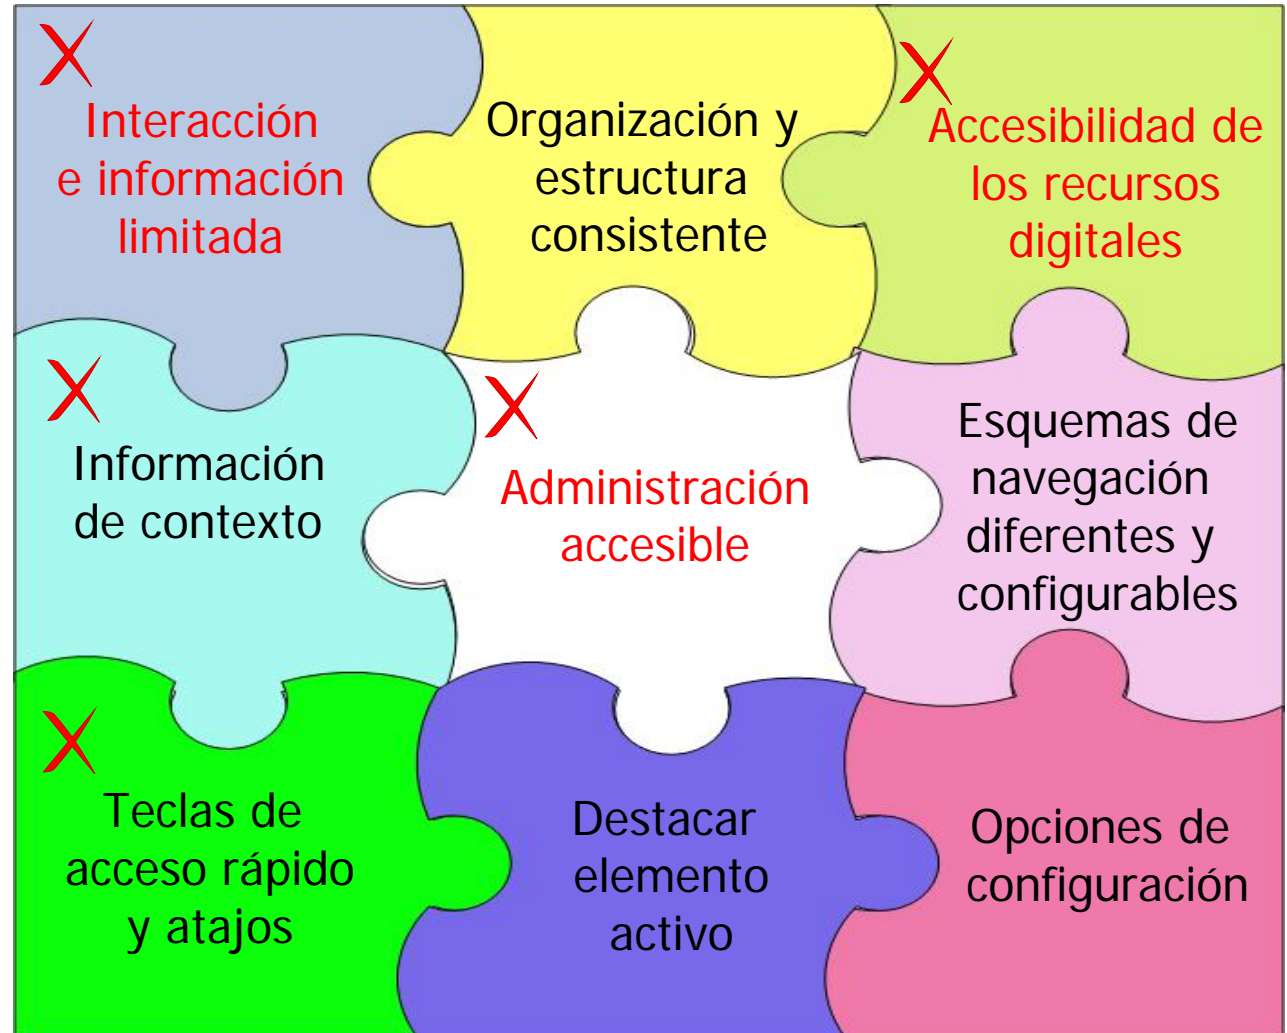 Interacción
e información
limitada
Organización y
estructura
consistente
Accesibilidad de
los recursos
digitales
Información
de contexto
Administración
accesible
Esquemas de
navegación
diferentes y
configurables
Teclas de
acceso rápido
y atajos
Destacar
elemento
activo
Opciones de
configuración